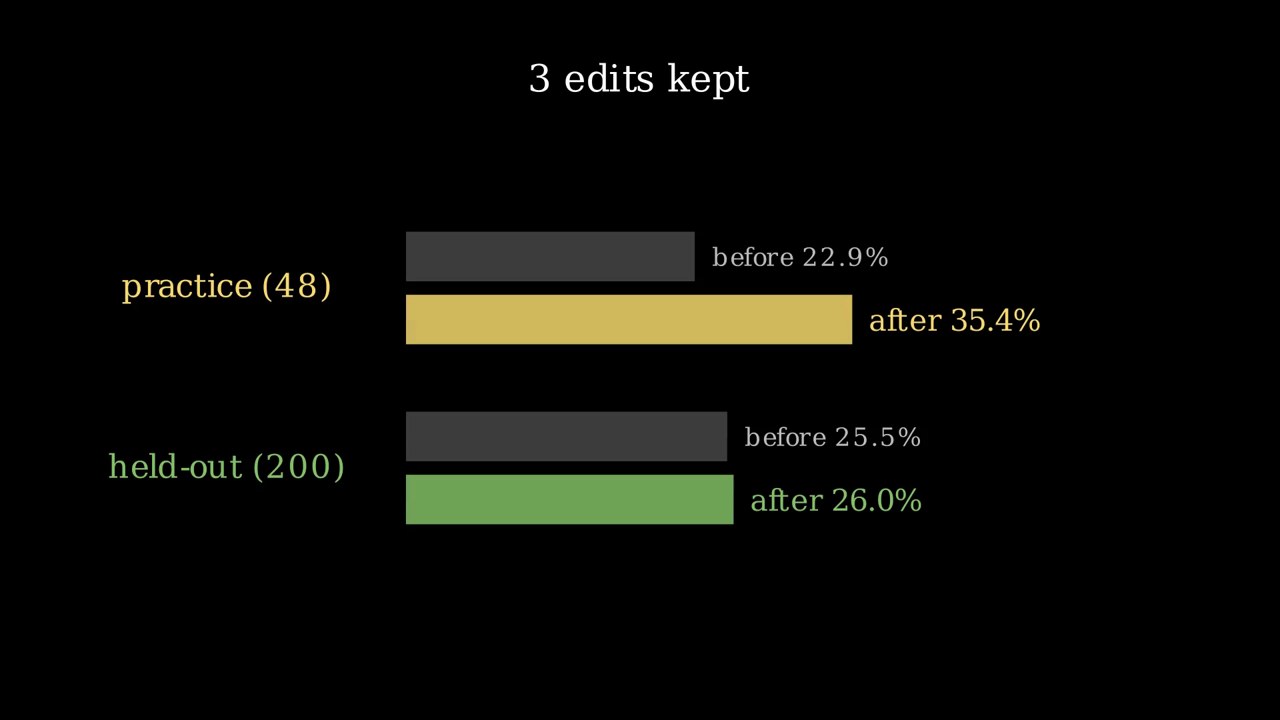 3 edits kept
practice (48)
before 22.9%
after 35.4%
held-out (200)
before 25.5%
after 26.0%